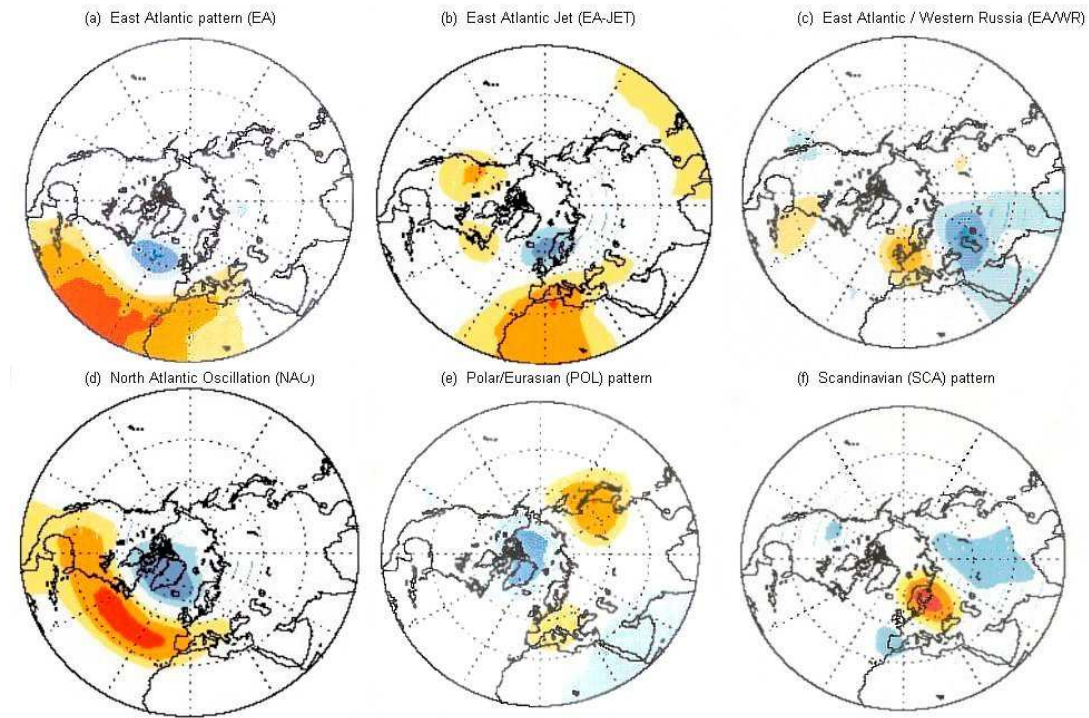 (a) East Atlantic pattern (EA)
(b) East Atlantic Jet (EA-JET)
(c) East Atlantic / Western Russia (EA/WR)
(d) North Atlantic Oscillation (NAO)
(e) Polar/Eurasian (POL) pattern
(f) Scandinavian (SCA) pattern